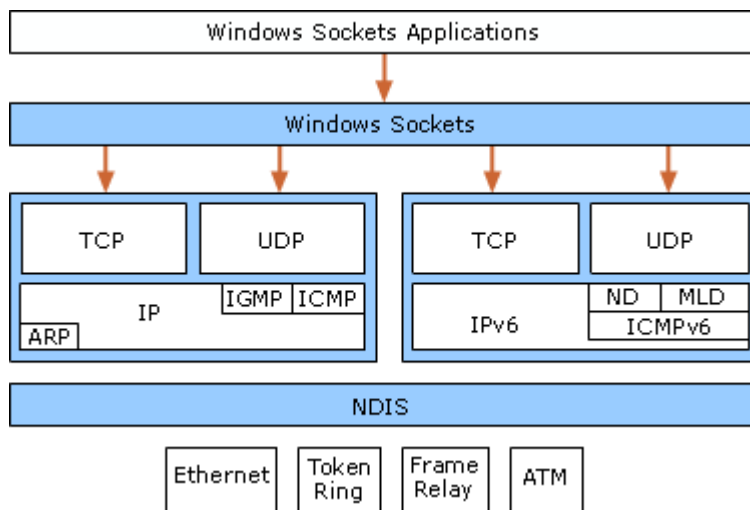 Windows Sockets Applications
Windows Sockets
TCP
UDP
TCP
UDP
IP
IGMP
ICMP
ARP
IPv6
ND
MLD
ICMPv6
NDIS
Ethernet
Token
Ring
Frame
Relay
ATM